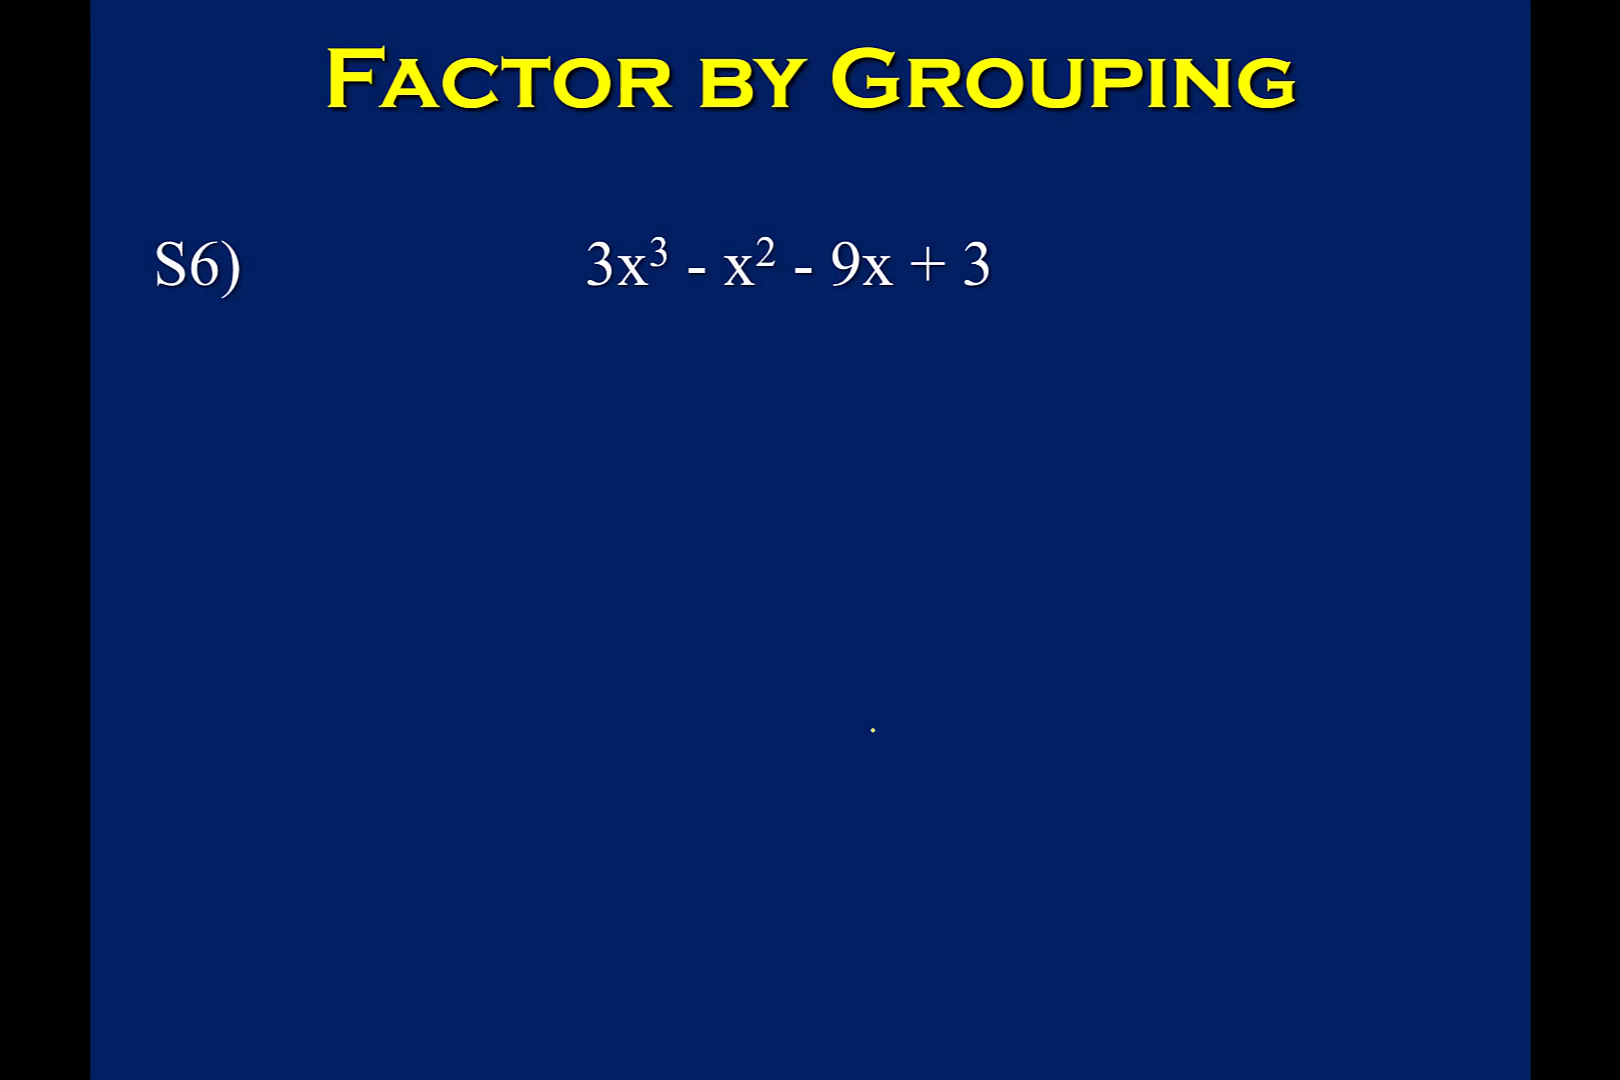 FACTOR BY GROUPING
S6) 3x³ - x² - 9x + 3